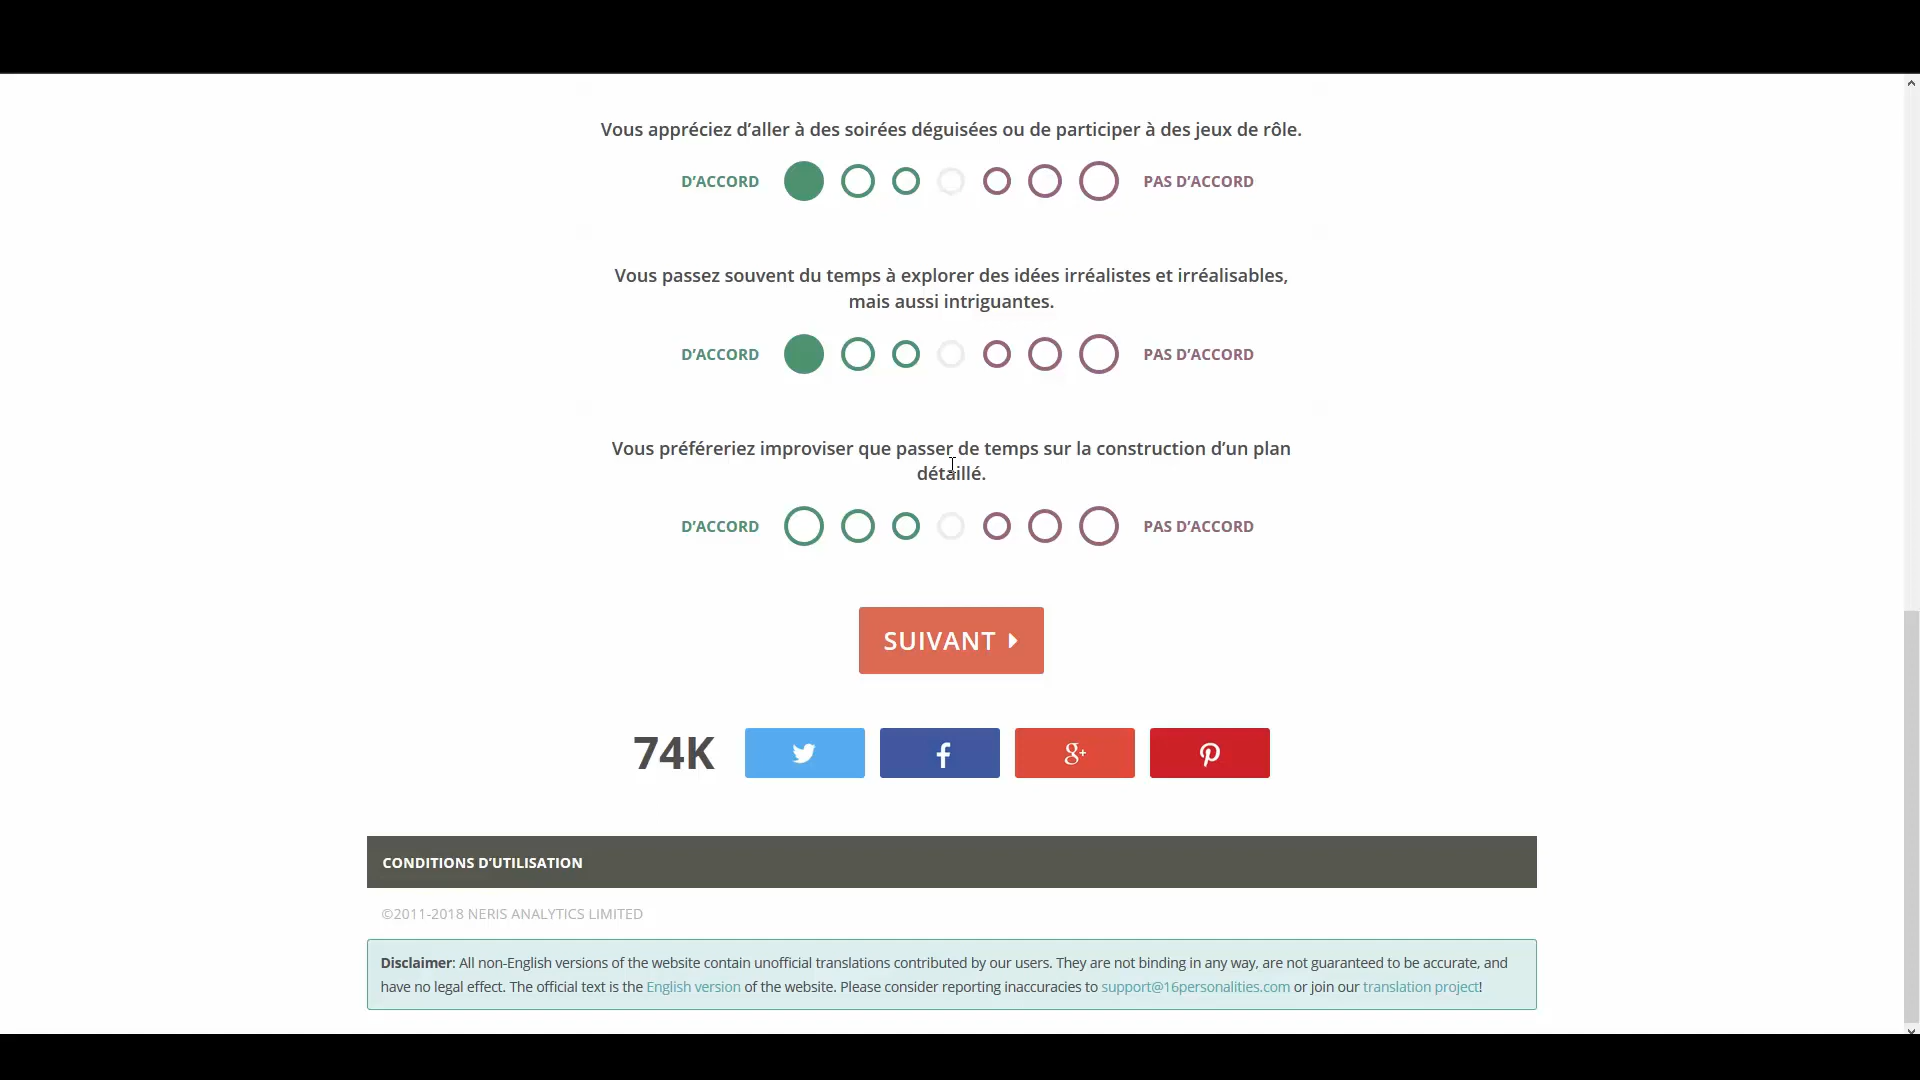 Vous appréciez d’aller à des soirées déguisées ou de participer à des jeux de rôle.
D’ACCORD PAS D’ACCORD
Vous passez souvent du temps à explorer des idées irréalistes et irréalisables,
mais aussi intriguantes.
D’ACCORD PAS D’ACCORD
Vous préféreriez improviser que passer de temps sur la construction d’un plan
détaillé.
D’ACCORD PAS D’ACCORD
SUIVANT
74K
CONDITIONS D’UTILISATION
©2011-2018 NERIS ANALYTICS LIMITED
Disclaimer: All non-English versions of the website contain unofficial translations contributed by our users. They are not binding in any way, are not guaranteed to be accurate, and
have no legal effect. The official text is the English version of the website. Please consider reporting inaccuracies to support@16personalities.com or join our translation project!